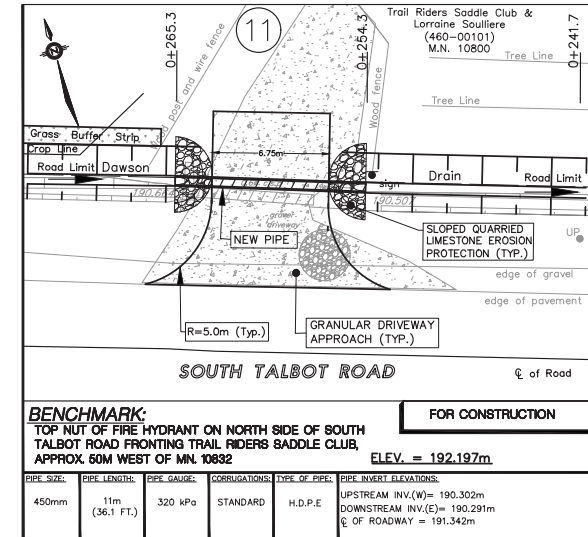 0+265.3
11
0+254.3
Trail Riders Saddle Club &
Lorraine Soulliere
(460-00101)
M.N. 10800
0+241.7
Tree Line
Tree Line
post and wire fence
Wood fence
Grass Buffer Strip
Crop Line
Road Limit Dawson
6.75m
sign
Drain
Road Limit
190.507
gravel
driveway
NEW PIPE
SLOPED QUARRIED
LIMESTONE EROSION
PROTECTION (TYP.)
UP
edge of gravel
edge of pavement
R=5.0m (Typ.)
GRANULAR DRIVEWAY
APPROACH (TYP.)
SOUTH TALBOT ROAD
℄ of Road
BENCHMARK:
TOP NUT OF FIRE HYDRANT ON NORTH SIDE OF SOUTH
TALBOT ROAD FRONTING TRAIL RIDERS SADDLE CLUB,
APPROX. 50M WEST OF MN. 10832
FOR CONSTRUCTION
ELEV. = 192.197m
PIPE SIZE: PIPE LENGTH: PIPE GAUGE: CORRUGATIONS: TYPE OF PIPE: PIPE INVERT ELEVATIONS:
450mm 11m (36.1 FT.) 320 kPa STANDARD H.D.P.E
UPSTREAM INV.(W)= 190.302m
DOWNSTREAM INV.(E)= 190.291m
℄ OF ROADWAY = 191.342m